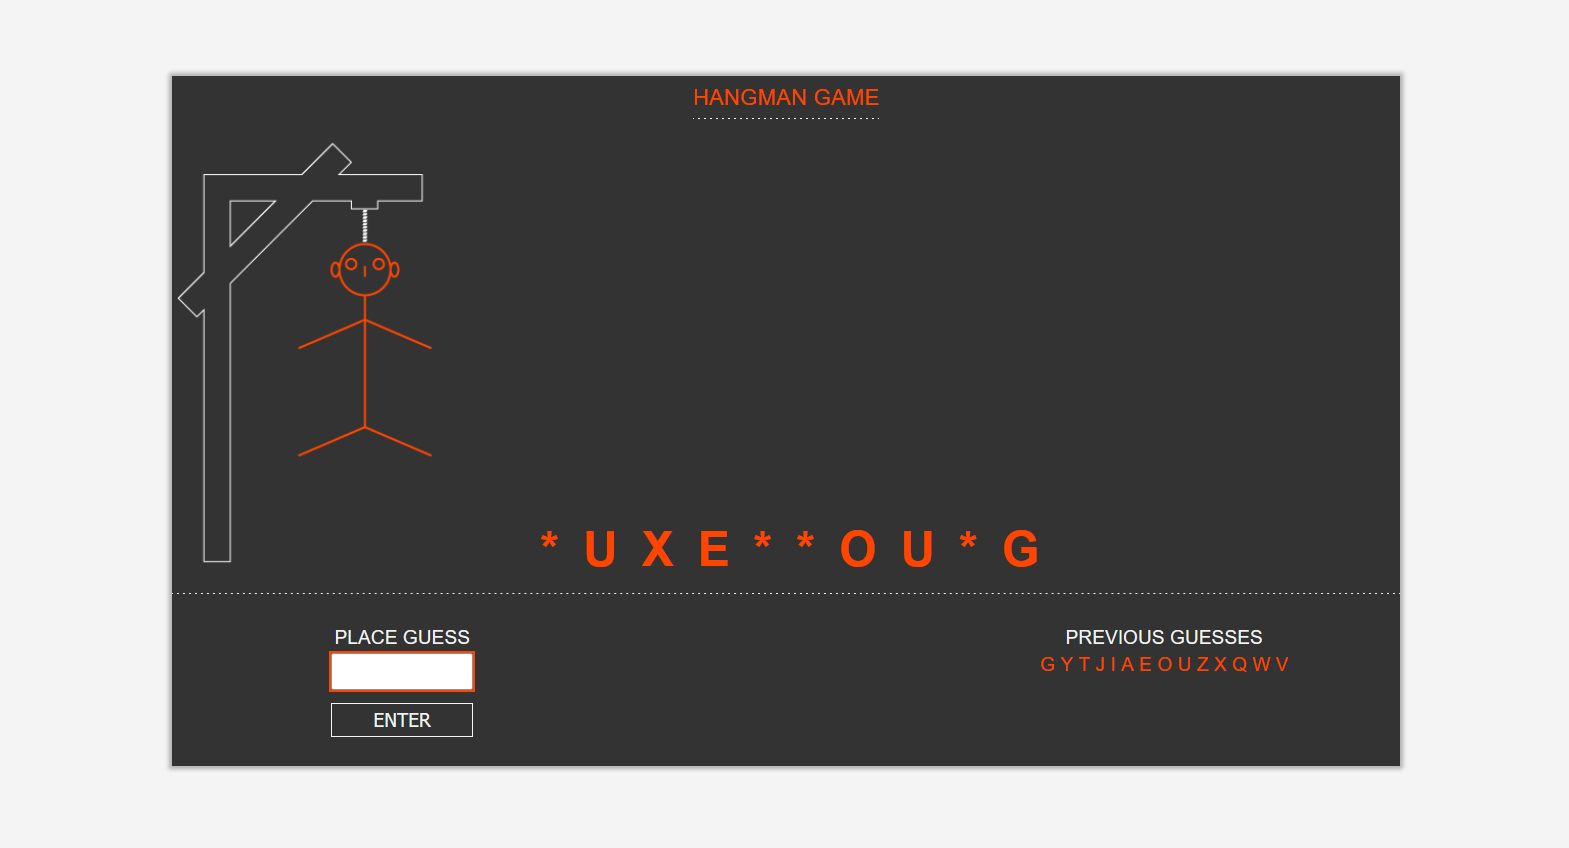 HANGMAN GAME
* U X E * * O U * G
PLACE GUESS
ENTER
PREVIOUS GUESSES
G Y T J I A E O U Z X Q W V